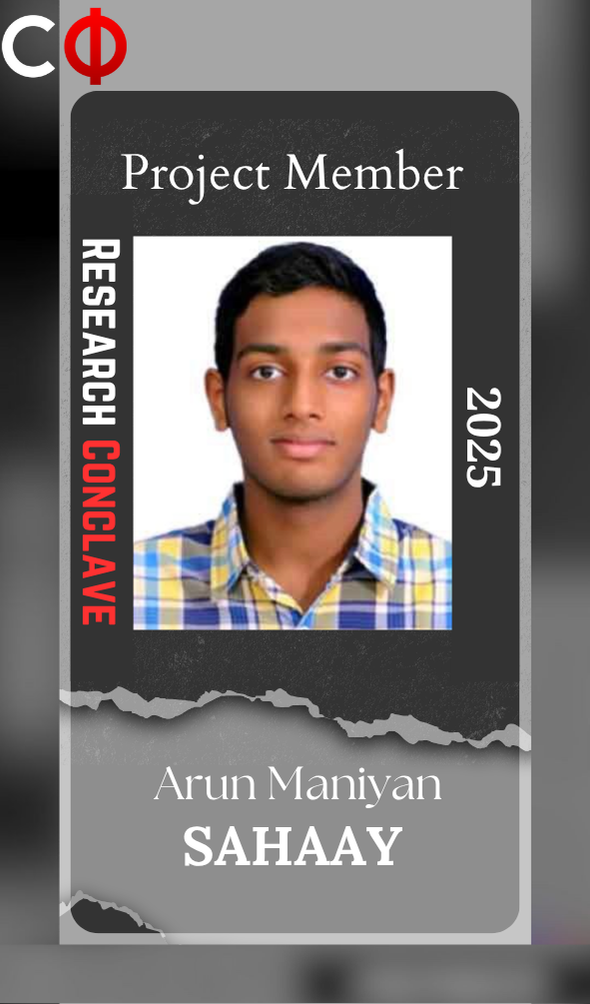 CΦ
Project Member
RESEARCH CONCLAVE
2025
Arun Maniyan
SAHAAY